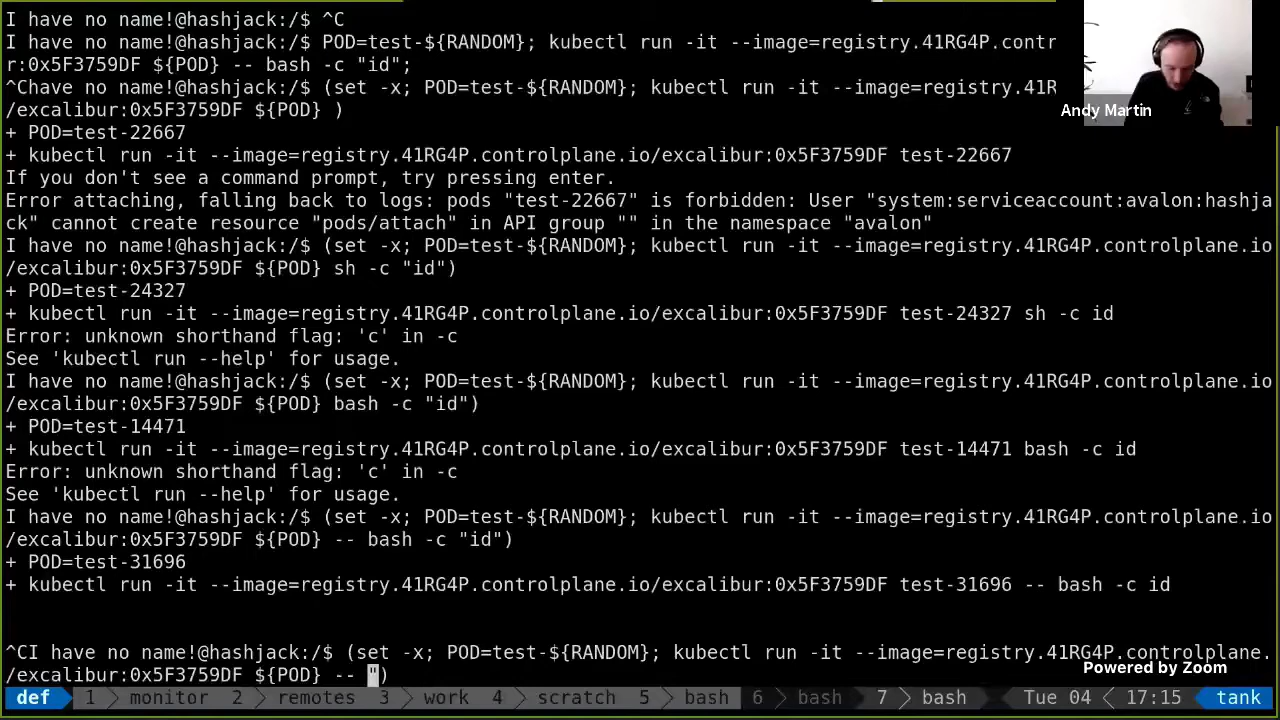 I have no name!@hashjack:/$ ^C
I have no name!@hashjack:/$ POD=test-${RANDOM}; kubectl run -it --image=registry.41RG4P.contr
r:0x5F3759DF ${POD} -- bash -c "id";
^Chave no name!@hashjack:/$ (set -x; POD=test-${RANDOM}; kubectl run -it --image=registry.41R
/excalibur:0x5F3759DF ${POD} )
+ POD=test-22667
+ kubectl run -it --image=registry.41RG4P.controlplane.io/excalibur:0x5F3759DF test-22667
If you don't see a command prompt, try pressing enter.
Error attaching, falling back to logs: pods "test-22667" is forbidden: User "system:serviceaccount:avalon:hashja
ck" cannot create resource "pods/attach" in API group "" in the namespace "avalon"
I have no name!@hashjack:/$ (set -x; POD=test-${RANDOM}; kubectl run -it --image=registry.41RG4P.controlplane.io
/excalibur:0x5F3759DF ${POD} sh -c "id")
+ POD=test-24327
+ kubectl run -it --image=registry.41RG4P.controlplane.io/excalibur:0x5F3759DF test-24327 sh -c id
Error: unknown shorthand flag: 'c' in -c
See 'kubectl run --help' for usage.
I have no name!@hashjack:/$ (set -x; POD=test-${RANDOM}; kubectl run -it --image=registry.41RG4P.controlplane.io
/excalibur:0x5F3759DF ${POD} bash -c "id")
+ POD=test-14471
+ kubectl run -it --image=registry.41RG4P.controlplane.io/excalibur:0x5F3759DF test-14471 bash -c id
Error: unknown shorthand flag: 'c' in -c
See 'kubectl run --help' for usage.
I have no name!@hashjack:/$ (set -x; POD=test-${RANDOM}; kubectl run -it --image=registry.41RG4P.controlplane.io
/excalibur:0x5F3759DF ${POD} -- bash -c "id")
+ POD=test-31696
+ kubectl run -it --image=registry.41RG4P.controlplane.io/excalibur:0x5F3759DF test-31696 -- bash -c id
^CI have no name!@hashjack:/$ (set -x; POD=test-${RANDOM}; kubectl run -it --image=registry.41RG4P.controlplane.
/excalibur:0x5F3759DF ${POD} -- ")
def 1 monitor 2 remotes 3 work 4 scratch 5 bash 6 bash 7 bash Tue 04 17:15 tank
Andy Martin
Powered by Zoom